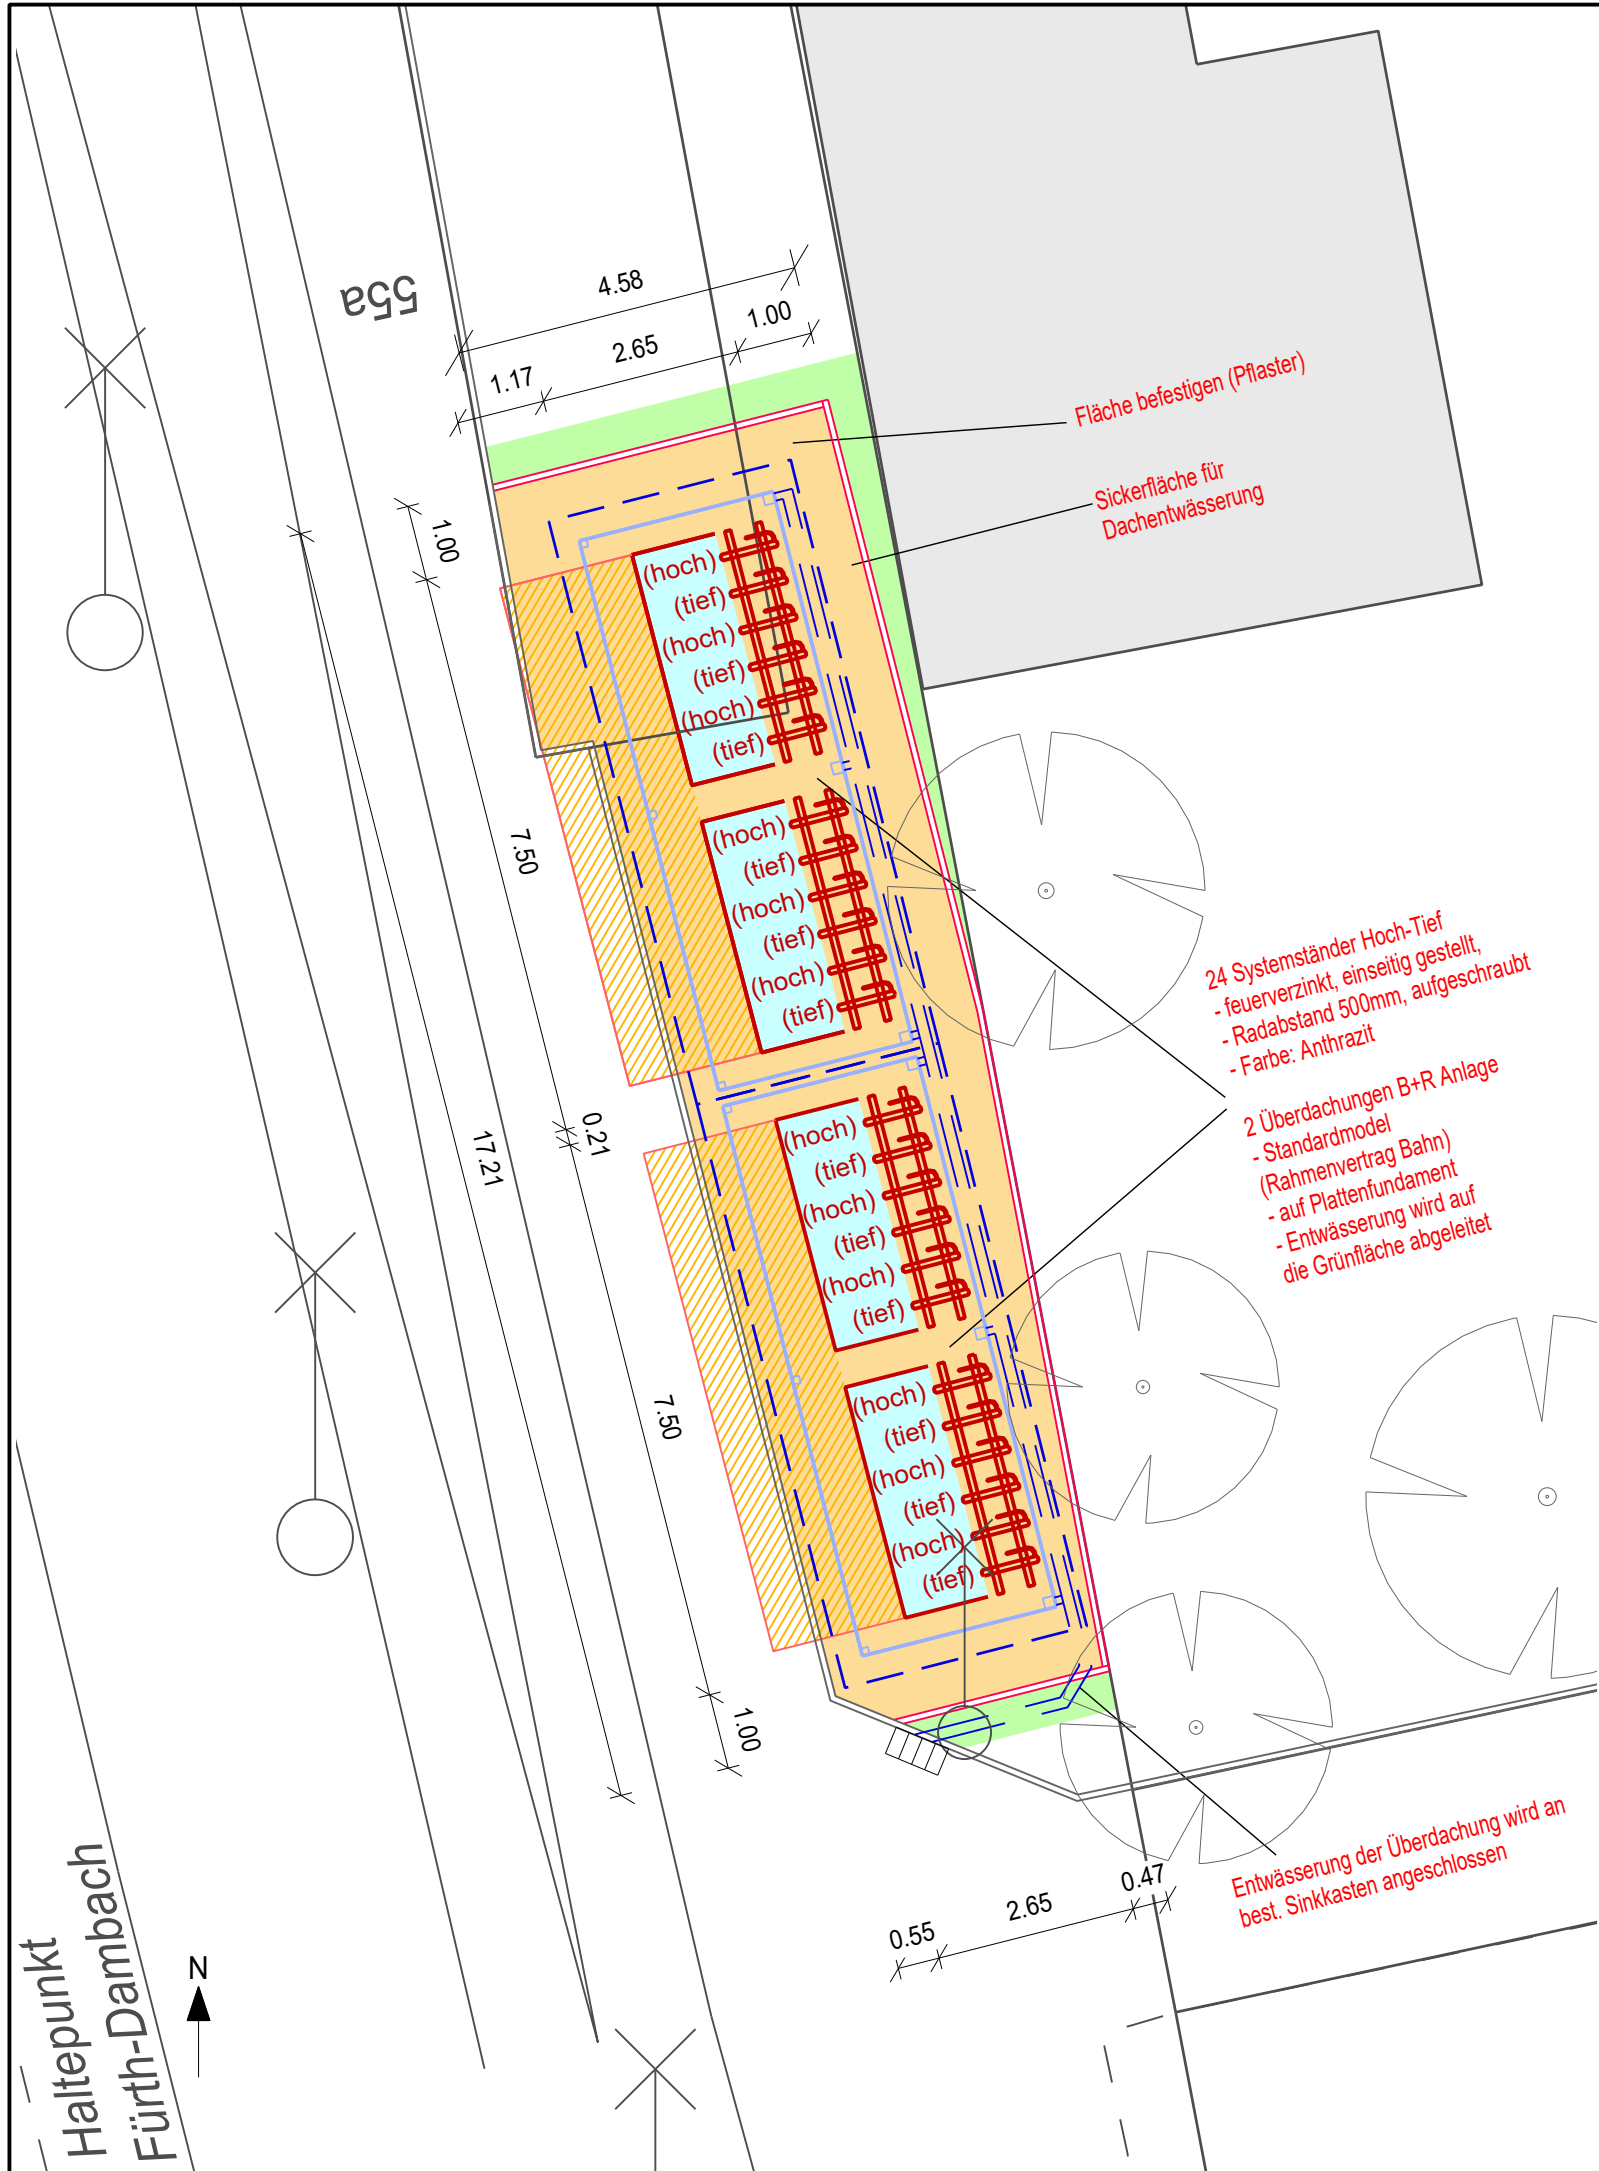 55a
4.58
1.17
2.65
1.00
Fläche befestigen (Pflaster)
Sickerfläche für
Dachentwässerung
1.00
7.50
0.21
17.21
7.50
1.00
(hoch)
(tief)
(hoch)
(tief)
(hoch)
(tief)
(hoch)
(tief)
(hoch)
(tief)
(hoch)
(tief)
(hoch)
(tief)
(hoch)
(tief)
(hoch)
(tief)
(hoch)
(tief)
(hoch)
(tief)
(hoch)
(tief)
24 Systemständer Hoch-Tief
- feuerverzinkt, einseitig gestellt,
- Radabstand 500mm, aufgeschraubt
- Farbe: Anthrazit
2 Überdachungen B+R Anlage
- Standardmodel
(Rahmenvertrag Bahn)
- auf Plattenfundament
- Entwässerung wird auf
die Grünfläche abgeleitet
Entwässerung der Überdachung wird an
best. Sinkkasten angeschlossen
0.55
2.65
0.47
N
Haltepunkt
Fürth-Dambach